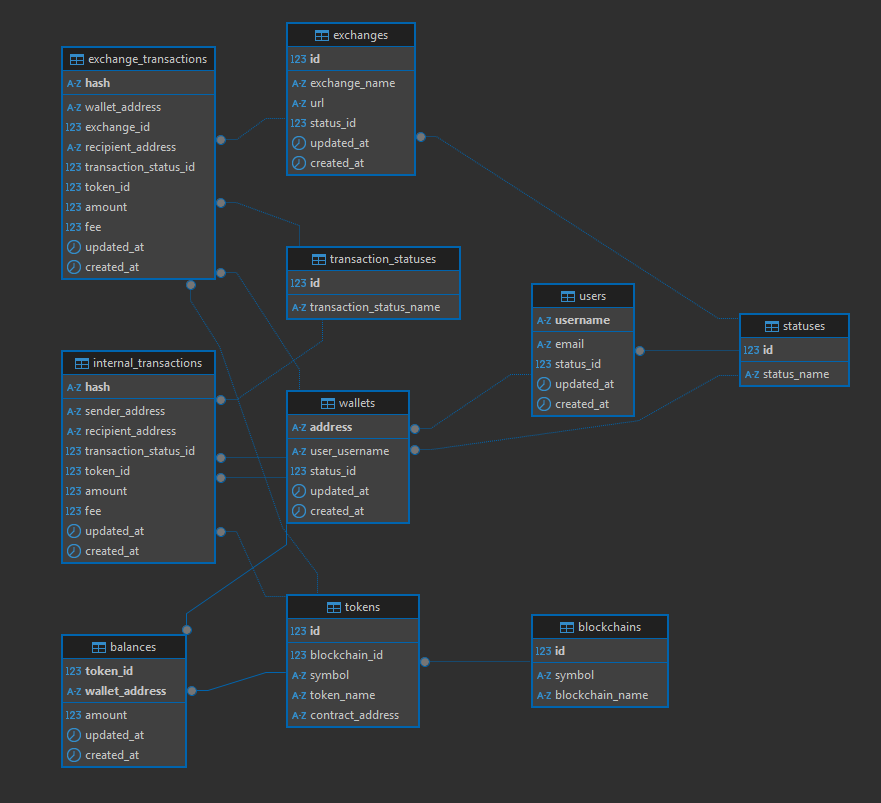 exchange_transactions
A-Z hash
A-Z wallet_address
123 exchange_id
A-Z recipient_address
123 transaction_status_id
123 token_id
123 amount
123 fee
updated_at
created_at
exchanges
123 id
A-Z exchange_name
A-Z url
123 status_id
updated_at
created_at
transaction_statuses
123 id
A-Z transaction_status_name
users
A-Z username
A-Z email
123 status_id
updated_at
created_at
statuses
123 id
A-Z status_name
internal_transactions
A-Z hash
A-Z sender_address
A-Z recipient_address
123 transaction_status_id
123 token_id
123 amount
123 fee
updated_at
created_at
wallets
A-Z address
A-Z user_username
123 status_id
updated_at
created_at
balances
123 token_id
A-Z wallet_address
123 amount
updated_at
created_at
tokens
123 id
123 blockchain_id
A-Z symbol
A-Z token_name
A-Z contract_address
blockchains
123 id
A-Z symbol
A-Z blockchain_name